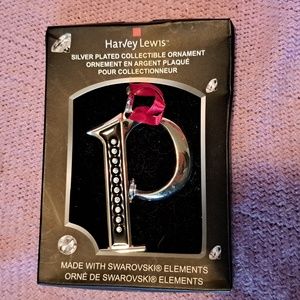 Harvey Lewis™
SILVER PLATED COLLECTIBLE ORNAMENT
ORNEMENT EN ARGENT PLAQUÉ
POUR COLLECTIONNEUR
P
MADE WITH SWAROVSKI® ELEMENTS
ORNÉ DE SWAROVSKI® ELEMENTS